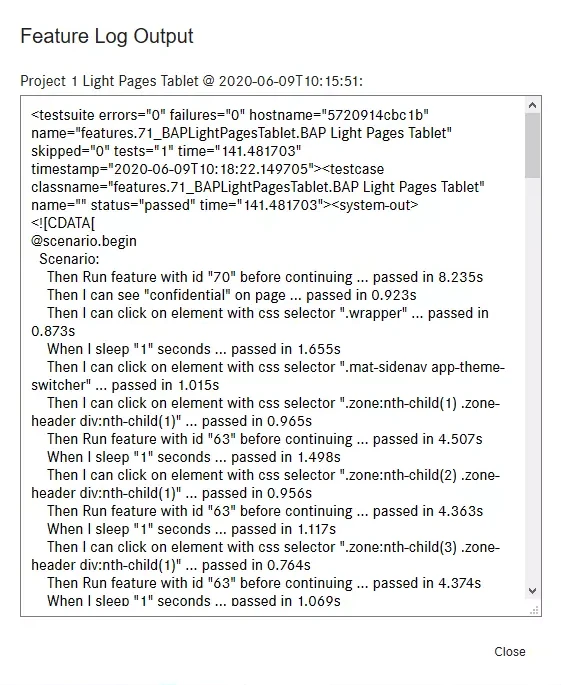 Feature Log Output
Project 1 Light Pages Tablet @ 2020-06-09T10:15:51:
<testsuite errors="0" failures="0" hostname="5720914cbc1b"
name="features.71_BAPLightPagesTablet.BAP Light Pages Tablet"
skipped="0" tests="1" time="141.481703"
timestamp="2020-06-09T10:18:22.149705"><testcase
classname="features.71_BAPLightPagesTablet.BAP Light Pages Tablet"
name="" status="passed" time="141.481703"><system-out>
<![CDATA[
@scenario.begin
  Scenario:
    Then Run feature with id "70" before continuing ... passed in 8.235s
    Then I can see "confidential" on page ... passed in 0.923s
    Then I can click on element with css selector ".wrapper" ... passed in
0.873s
    When I sleep "1" seconds ... passed in 1.655s
    Then I can click on element with css selector ".mat-sidenav app-theme-
switcher" ... passed in 1.015s
    Then I can click on element with css selector ".zone:nth-child(1) .zone-
header div:nth-child(1)" ... passed in 0.965s
    Then Run feature with id "63" before continuing ... passed in 4.507s
    When I sleep "1" seconds ... passed in 1.498s
    Then I can click on element with css selector ".zone:nth-child(2) .zone-
header div:nth-child(1)" ... passed in 0.956s
    Then Run feature with id "63" before continuing ... passed in 4.363s
    When I sleep "1" seconds ... passed in 1.117s
    Then I can click on element with css selector ".zone:nth-child(3) .zone-
header div:nth-child(1)" ... passed in 0.764s
    Then Run feature with id "63" before continuing ... passed in 4.374s
    When I sleep "1" seconds ... passed in 1.069s
Close